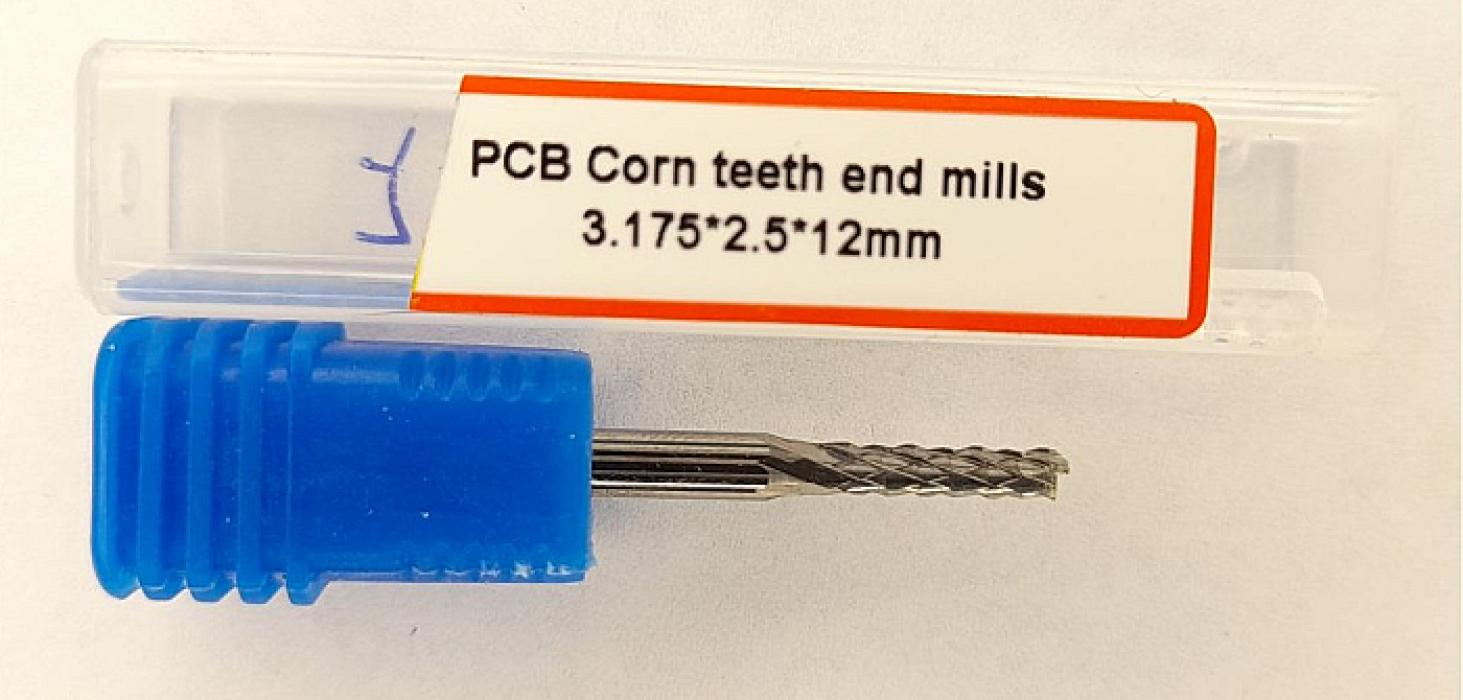 PCB Corn teeth end mills
3.175*2.5*12mm